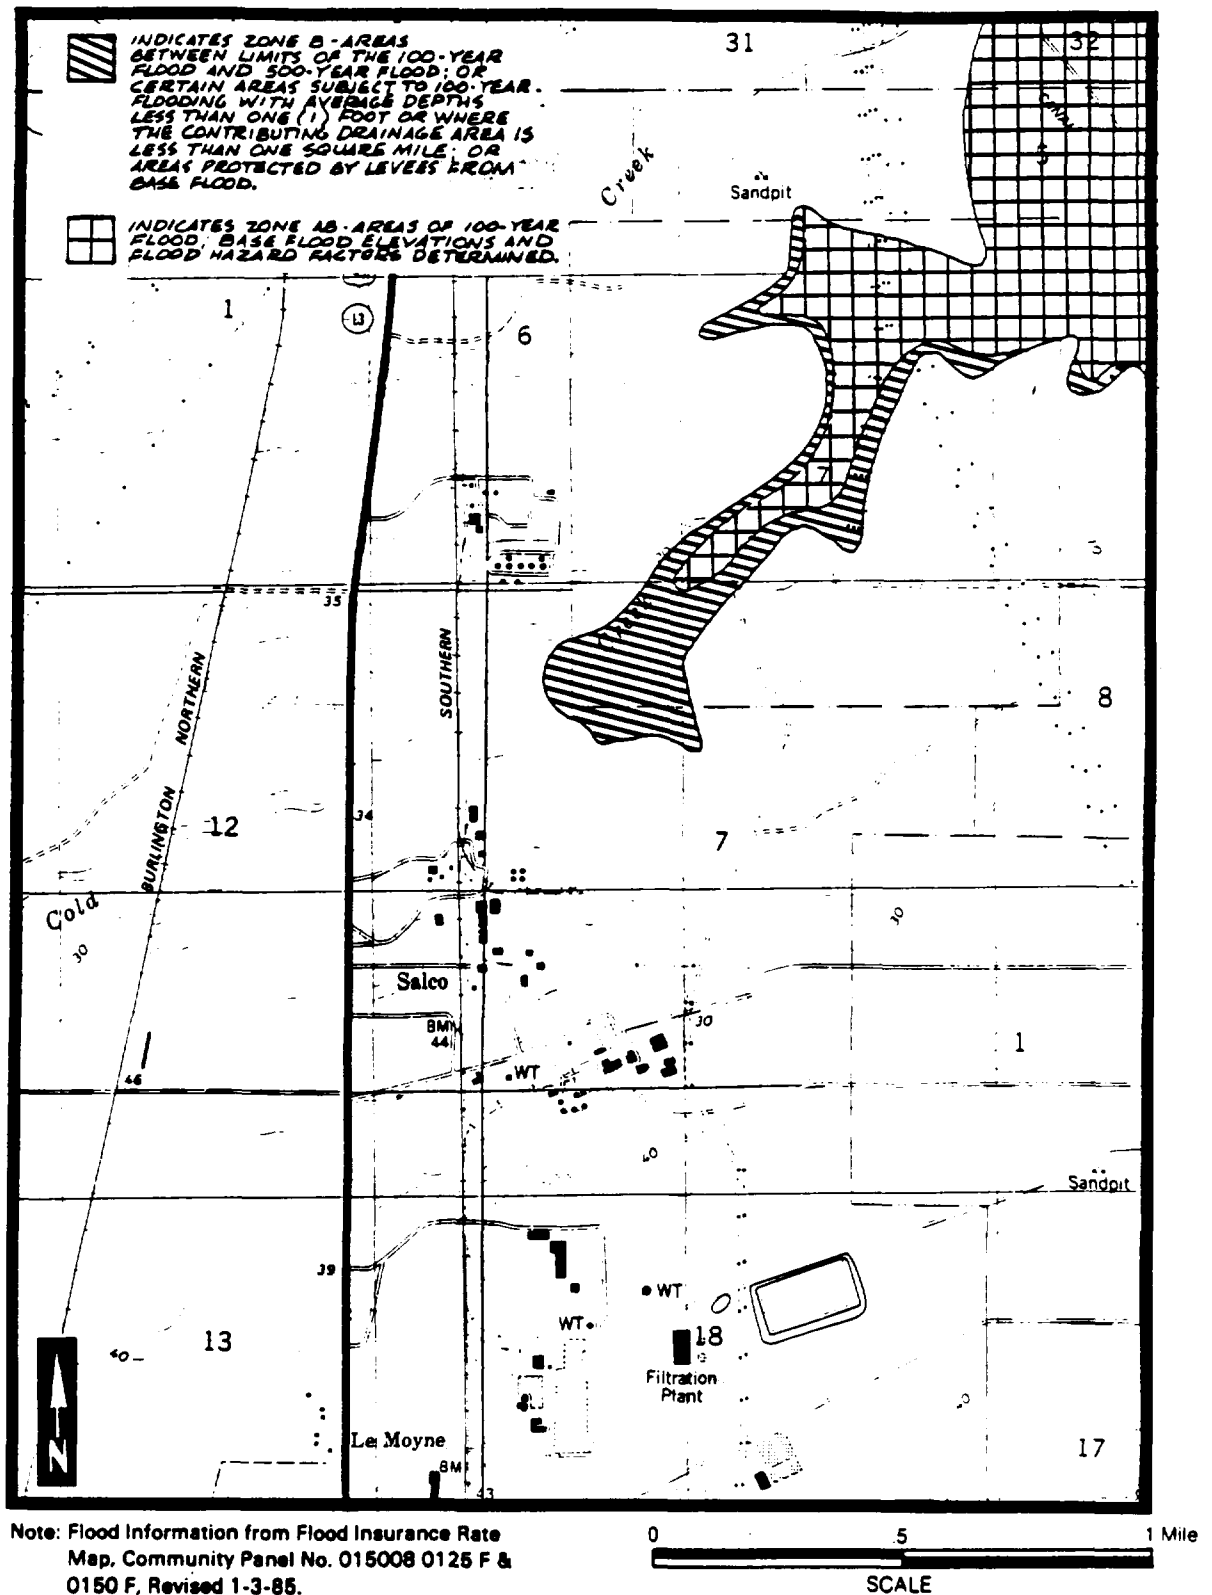 INDICATES ZONE B-AREAS
BETWEEN LIMITS OF THE 100-YEAR
FLOOD AND 500-YEAR FLOOD; OR
CERTAIN AREAS SUBJECT TO 100-YEAR.
FLOODING WITH AVERAGE DEPTHS
LESS THAN ONE (1) FOOT OR WHERE
THE CONTRIBUTING DRAINAGE AREA IS
LESS THAN ONE SQUARE MILE; OR
AREAS PROTECTED BY LEVEES FROM
BASE FLOOD.
INDICATES ZONE A8-AREAS OF 100-YEAR
FLOOD; BASE FLOOD ELEVATIONS AND
FLOOD HAZARD FACTORS DETERMINED.
31
32
Creek
Sandpit
1
13
6
7
5
35
SOUTHERN
BURLINGTON NORTHERN
8
34
12
7
Cold
30
30
Salco
BM
44
30
WT
1
46
40
Sandpit
39
WT
WT
13
40
18
Filtration
Plant
40
Le Moyne
BM
43
17
N
Note: Flood Information from Flood Insurance Rate
Map, Community Panel No. 015008 0125 F &
0150 F, Revised 1-3-85.
0 .5 1 Mile
SCALE